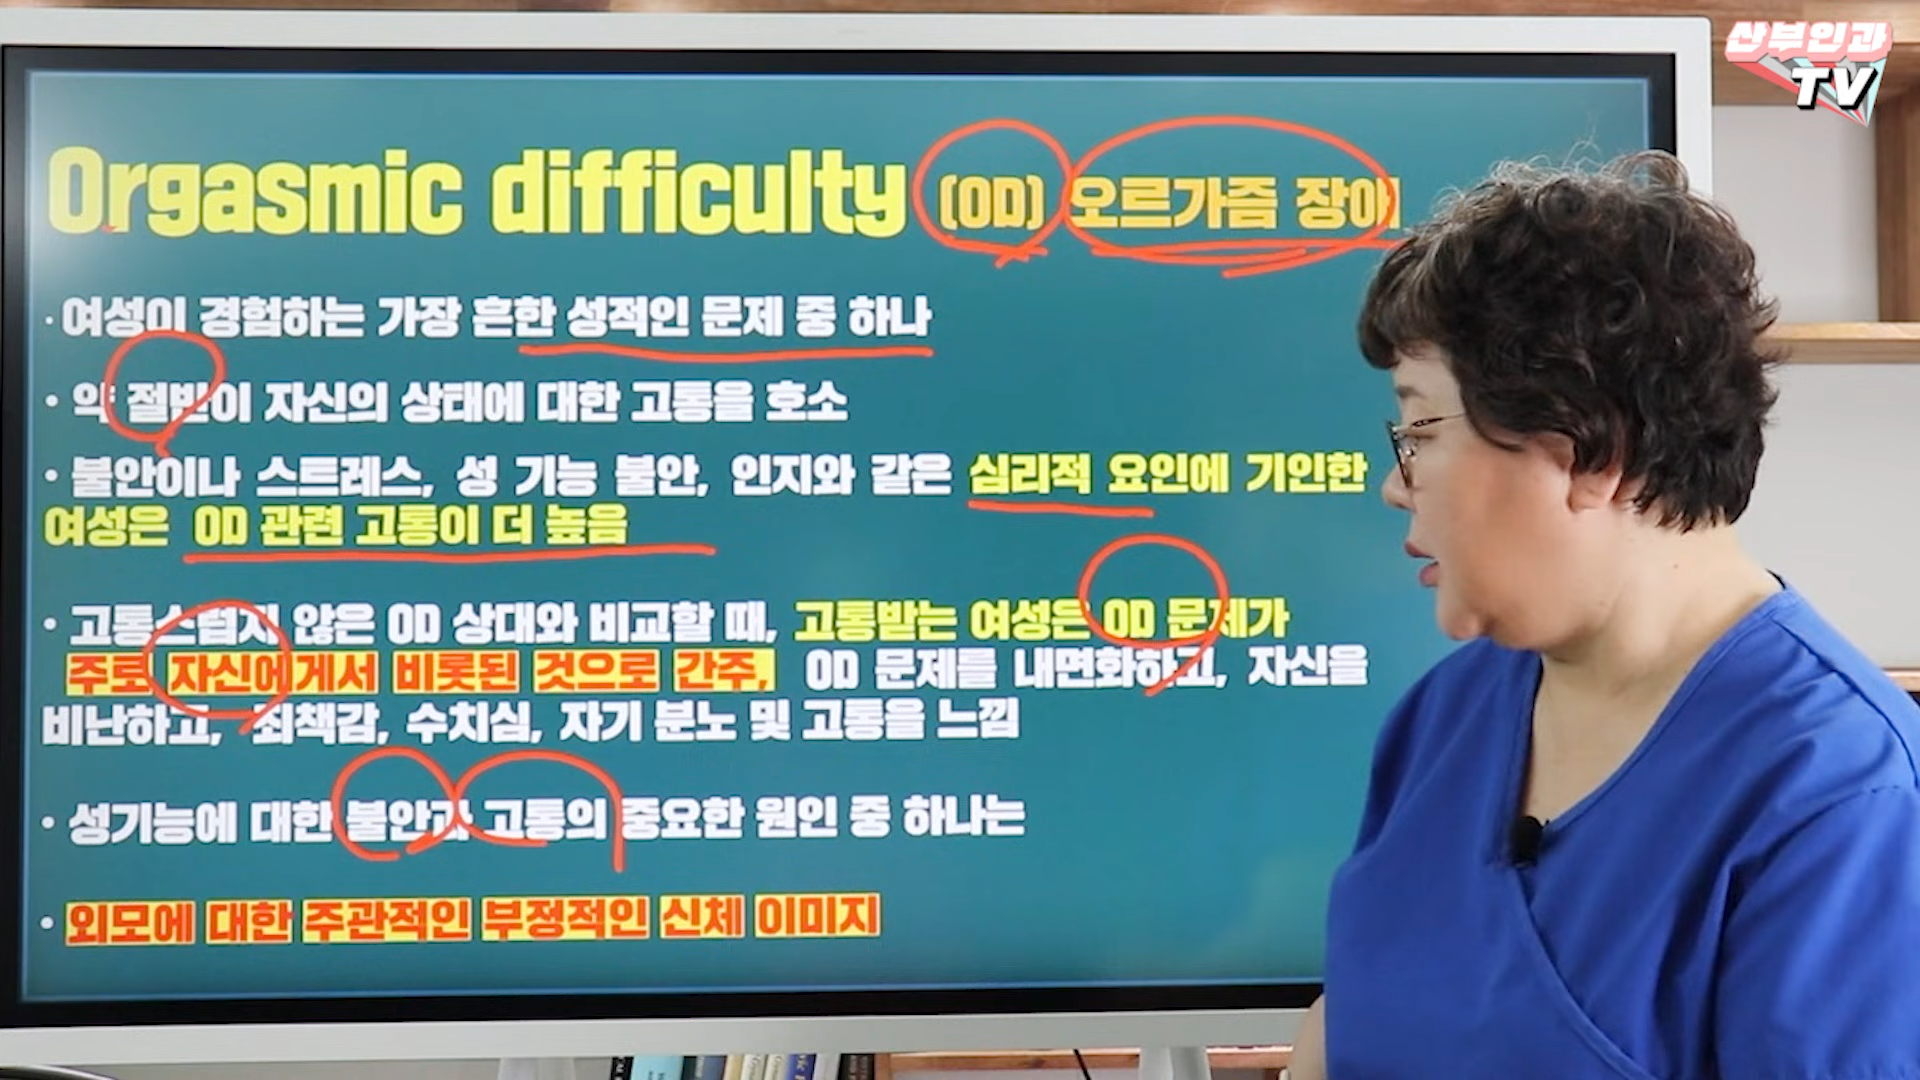 산부인과
TV
Orgasmic difficulty (OD) 오르가즘 장애
· 여성이 경험하는 가장 흔한 성적인 문제 중 하나
· 약 절반이 자신의 상태에 대한 고통을 호소
· 불안이나 스트레스, 성 기능 불안, 인지와 같은 심리적 요인에 기인한
여성은 OD 관련 고통이 더 높음
· 고통스럽지 않은 OD 상대와 비교할 때, 고통받는 여성은 OD 문제가
주로 자신에게서 비롯된 것으로 간주, OD 문제를 내면화하고, 자신을
비난하고, 죄책감, 수치심, 자기 분노 및 고통을 느낌
· 성기능에 대한 불안과 고통의 중요한 원인 중 하나는
· 외모에 대한 주관적인 부정적인 신체 이미지